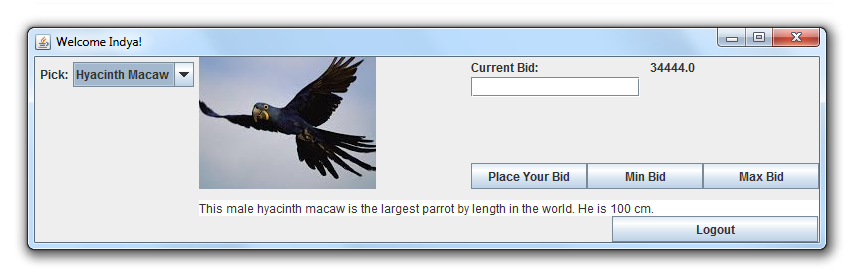 Welcome Indya!
Pick: Hyacinth Macaw
Current Bid: 34444.0
Place Your Bid Min Bid Max Bid
This male hyacinth macaw is the largest parrot by length in the world. He is 100 cm.
Logout